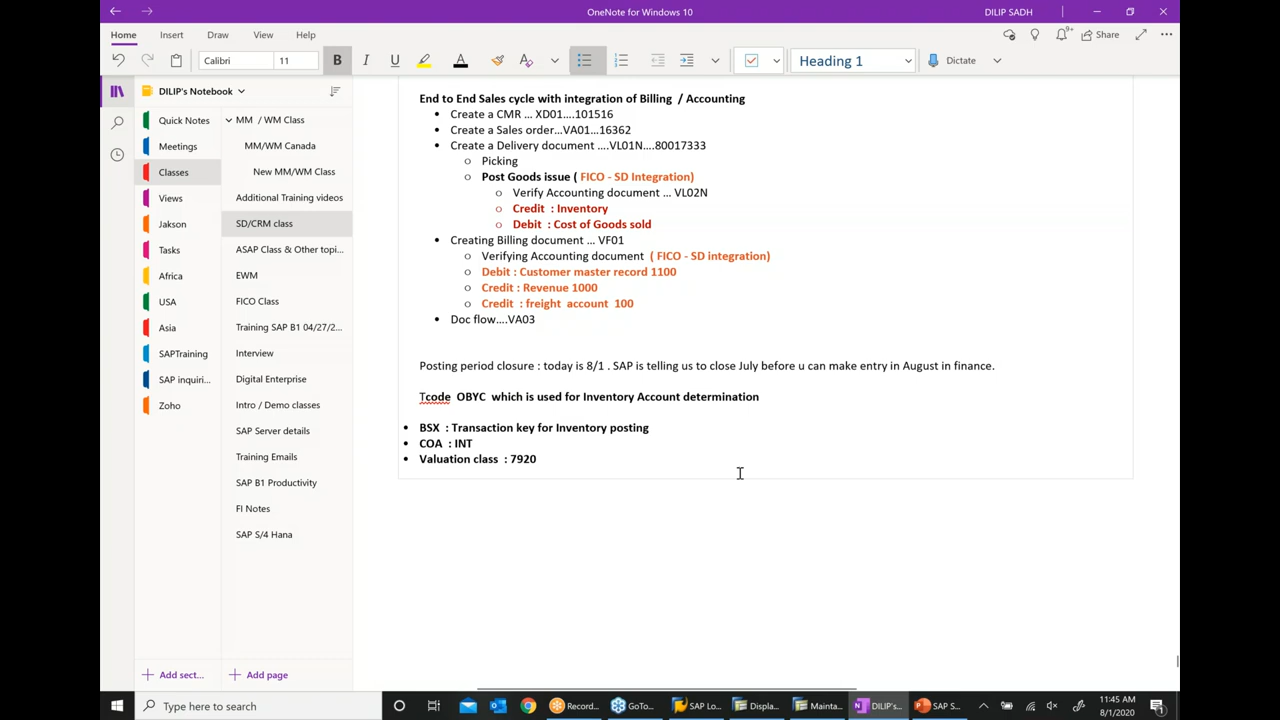 OneNote for Windows 10
DILIP SADH
Home Insert Draw View Help
Share
Calibri 11 B I U A Heading 1 Dictate
DILIP's Notebook
Quick Notes
Meetings
Classes
Views
Jakson
Tasks
Africa
USA
Asia
SAPTraining
SAP inquiri...
Zoho
Add sect...
MM / WM Class
MM/WM Canada
New MM/WM Class
Additional Training videos
SD/CRM class
ASAP Class & Other topi...
EWM
FICO Class
Training SAP B1 04/27/2...
Interview
Digital Enterprise
Intro / Demo classes
SAP Server details
Training Emails
SAP B1 Productivity
FI Notes
SAP S/4 Hana
Add page
End to End Sales cycle with integration of Billing / Accounting
• Create a CMR ... XD01....101516
• Create a Sales order...VA01...16362
• Create a Delivery document ....VL01N....80017333
o Picking
o Post Goods issue ( FICO - SD Integration)
o Verify Accounting document ... VL02N
o Credit : Inventory
o Debit : Cost of Goods sold
• Creating Billing document ... VF01
o Verifying Accounting document ( FICO - SD integration)
o Debit : Customer master record 1100
o Credit : Revenue 1000
o Credit : freight account 100
• Doc flow....VA03
Posting period closure : today is 8/1 . SAP is telling us to close July before u can make entry in August in finance.
Tcode OBYC which is used for Inventory Account determination
• BSX : Transaction key for Inventory posting
• COA : INT
• Valuation class : 7920
Type here to search
Record... GoTo... SAP Lo... Displa... Mainta... DILIP's... SAP S...
11:45 AM
8/1/2020